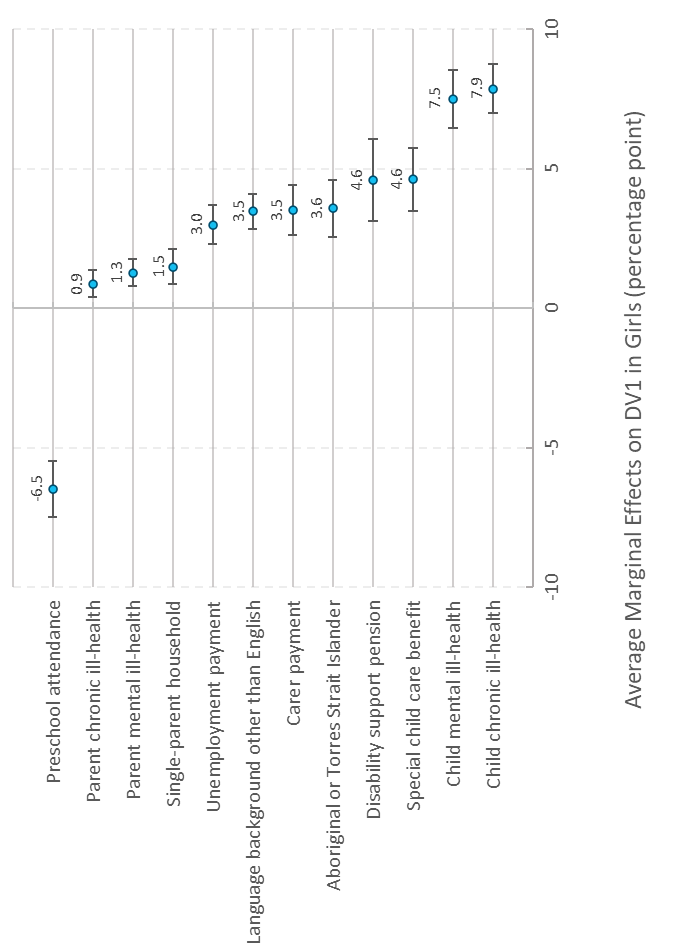 Preschool attendance
-6.5
Parent chronic ill-health
0.9
Parent mental ill-health
1.3
Single-parent household
1.5
Unemployment payment
3.0
Language background other than English
3.5
Carer payment
3.5
Aboriginal or Torres Strait Islander
3.6
Disability support pension
4.6
Special child care benefit
4.6
Child mental ill-health
7.5
Child chronic ill-health
7.9
-10 -5 0 5 10
Average Marginal Effects on DV1 in Girls (percentage point)